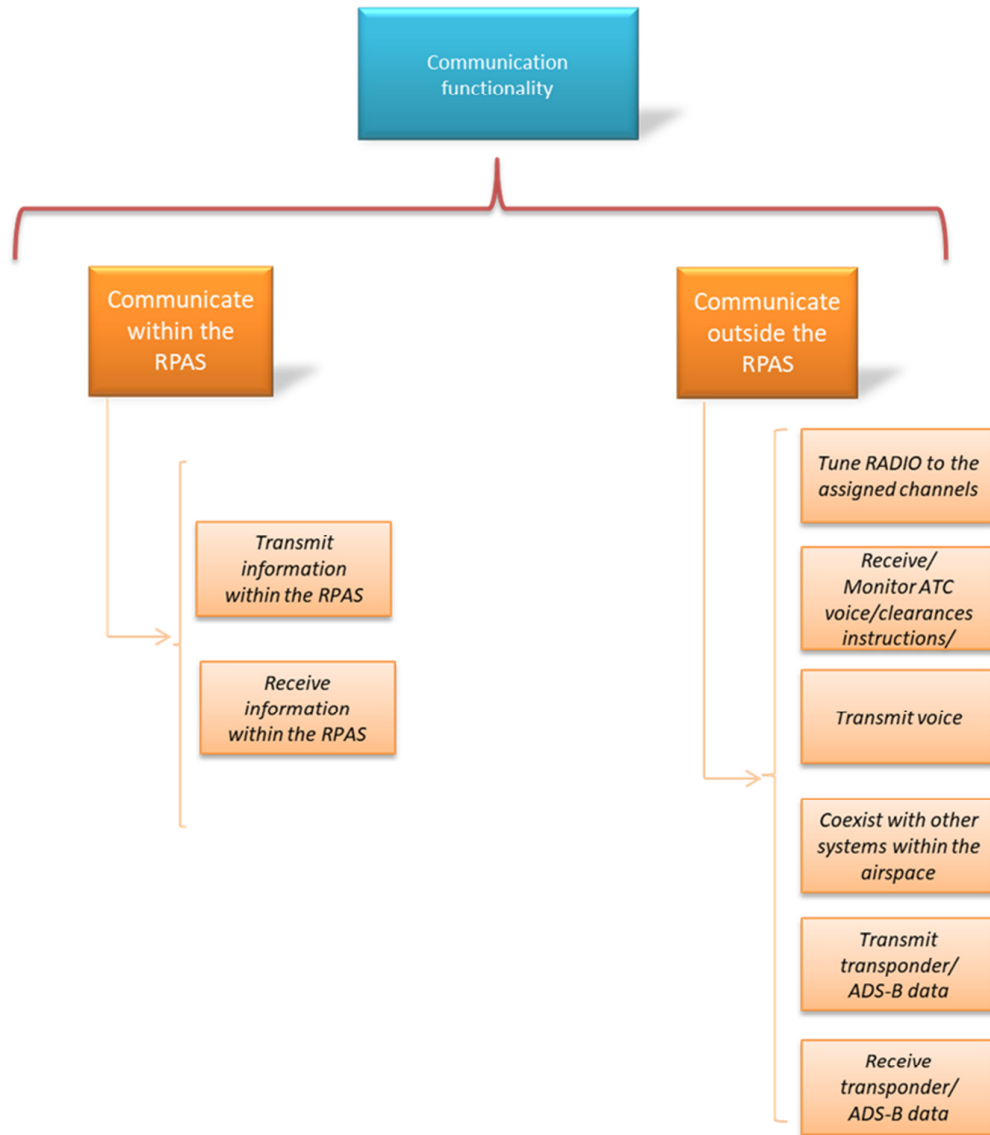 Communication
functionality
Communicate
within the
RPAS
Transmit
information
within the RPAS
Receive
information
within the RPAS
Communicate
outside the
RPAS
Tune RADIO to the
assigned channels
Receive/
Monitor ATC
voice/clearances
instructions/
Transmit voice
Coexist with other
systems within the
airspace
Transmit
transponder/
ADS-B data
Receive
transponder/
ADS-B data